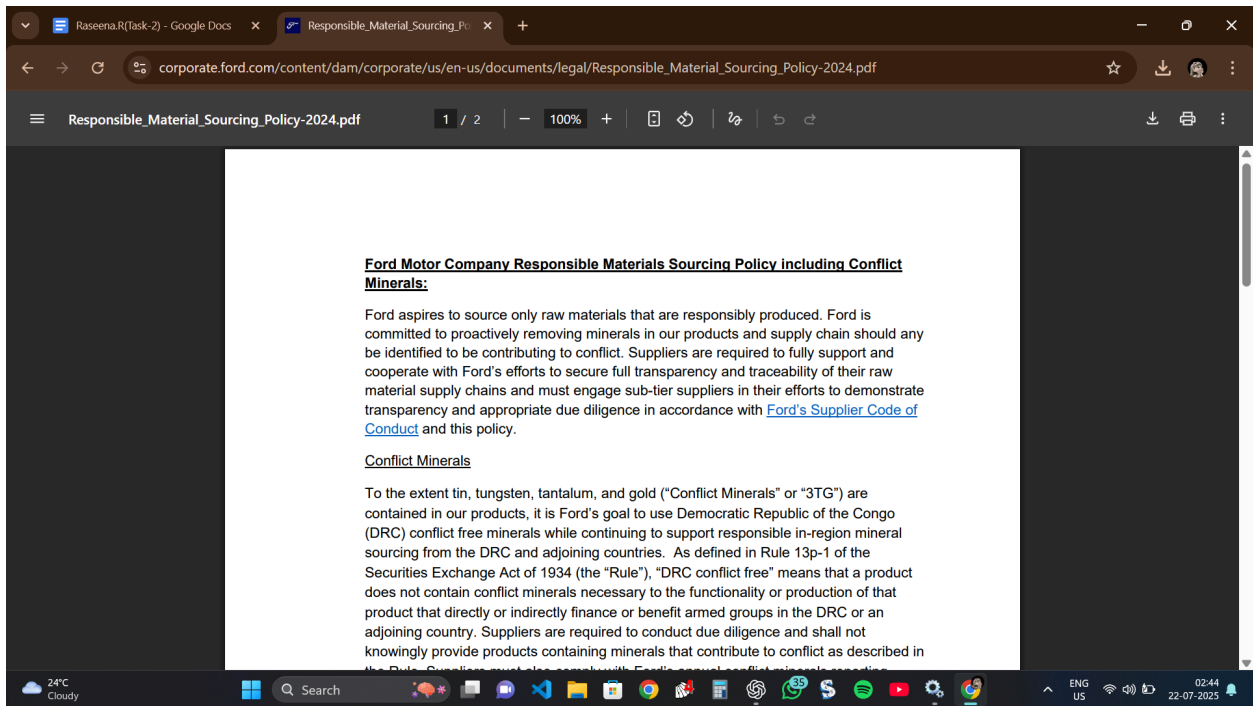 Raseena.R(Task-2) - Google Docs
Responsible_Material_Sourcing_Po
corporate.ford.com/content/dam/corporate/us/en-us/documents/legal/Responsible_Material_Sourcing_Policy-2024.pdf
Responsible_Material_Sourcing_Policy-2024.pdf 1 / 2 100%
Ford Motor Company Responsible Materials Sourcing Policy including Conflict
Minerals:
Ford aspires to source only raw materials that are responsibly produced. Ford is
committed to proactively removing minerals in our products and supply chain should any
be identified to be contributing to conflict. Suppliers are required to fully support and
cooperate with Ford’s efforts to secure full transparency and traceability of their raw
material supply chains and must engage sub-tier suppliers in their efforts to demonstrate
transparency and appropriate due diligence in accordance with Ford’s Supplier Code of
Conduct and this policy.
Conflict Minerals
To the extent tin, tungsten, tantalum, and gold (“Conflict Minerals” or “3TG”) are
contained in our products, it is Ford’s goal to use Democratic Republic of the Congo
(DRC) conflict free minerals while continuing to support responsible in-region mineral
sourcing from the DRC and adjoining countries.  As defined in Rule 13p-1 of the
Securities Exchange Act of 1934 (the “Rule”), “DRC conflict free” means that a product
does not contain conflict minerals necessary to the functionality or production of that
product that directly or indirectly finance or benefit armed groups in the DRC or an
adjoining country. Suppliers are required to conduct due diligence and shall not
knowingly provide products containing minerals that contribute to conflict as described in
the Rule. Suppliers must also comply with Ford’s annual conflict minerals reporting
24°C
Cloudy
Search
35
ENG
US
02:44
22-07-2025